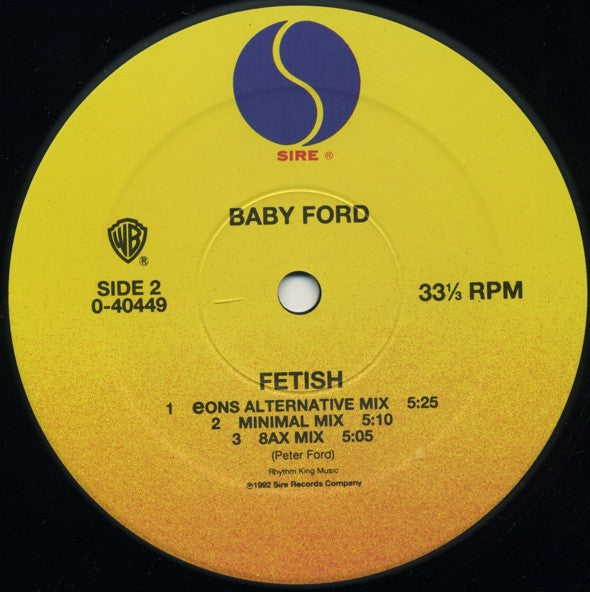 SIRE ®
BABY FORD
WB
®
SIDE 2
0-40449
33⅓ RPM
FETISH
1 eONS ALTERNATIVE MIX 5:25
2 MINIMAL MIX 5:10
3 8AX MIX 5:05
(Peter Ford)
Rhythm King Music
℗1992 Sire Records Company